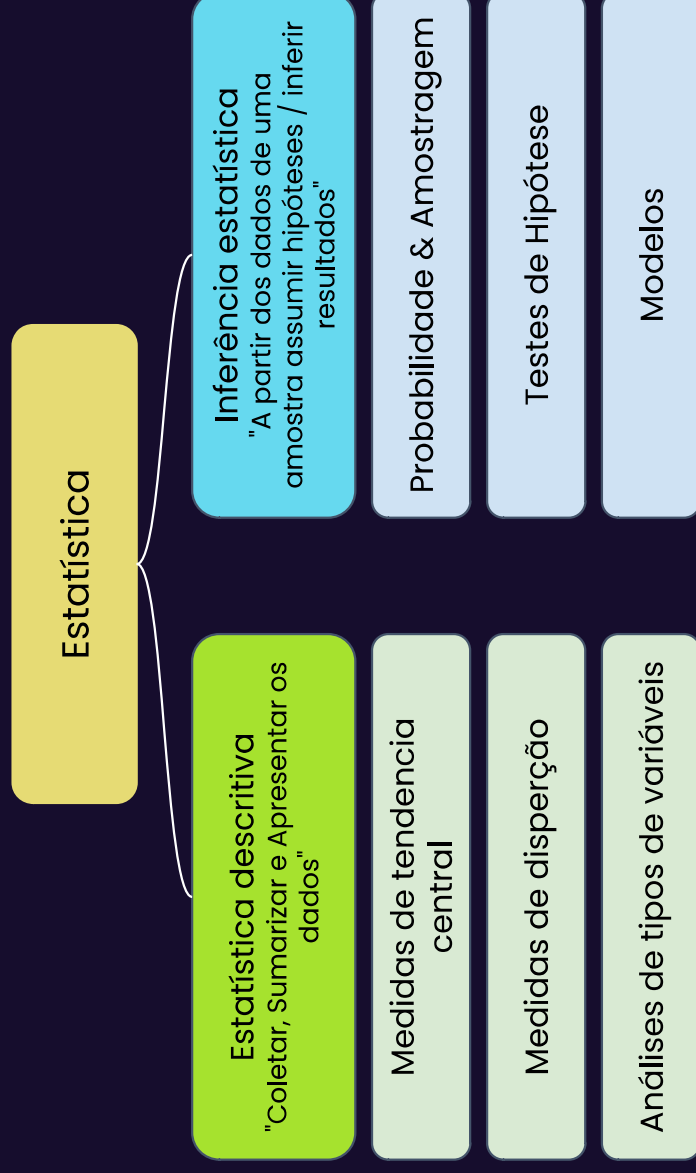 Estatística
Estatística descritiva
"Coletar, Sumarizar e Apresentar os
dados"
Medidas de tendencia
central
Medidas de disperção
Análises de tipos de variáveis
Inferência estatística
"A partir dos dados de uma
amostra assumir hipóteses / inferir
resultados"
Probabilidade & Amostragem
Testes de Hipótese
Modelos